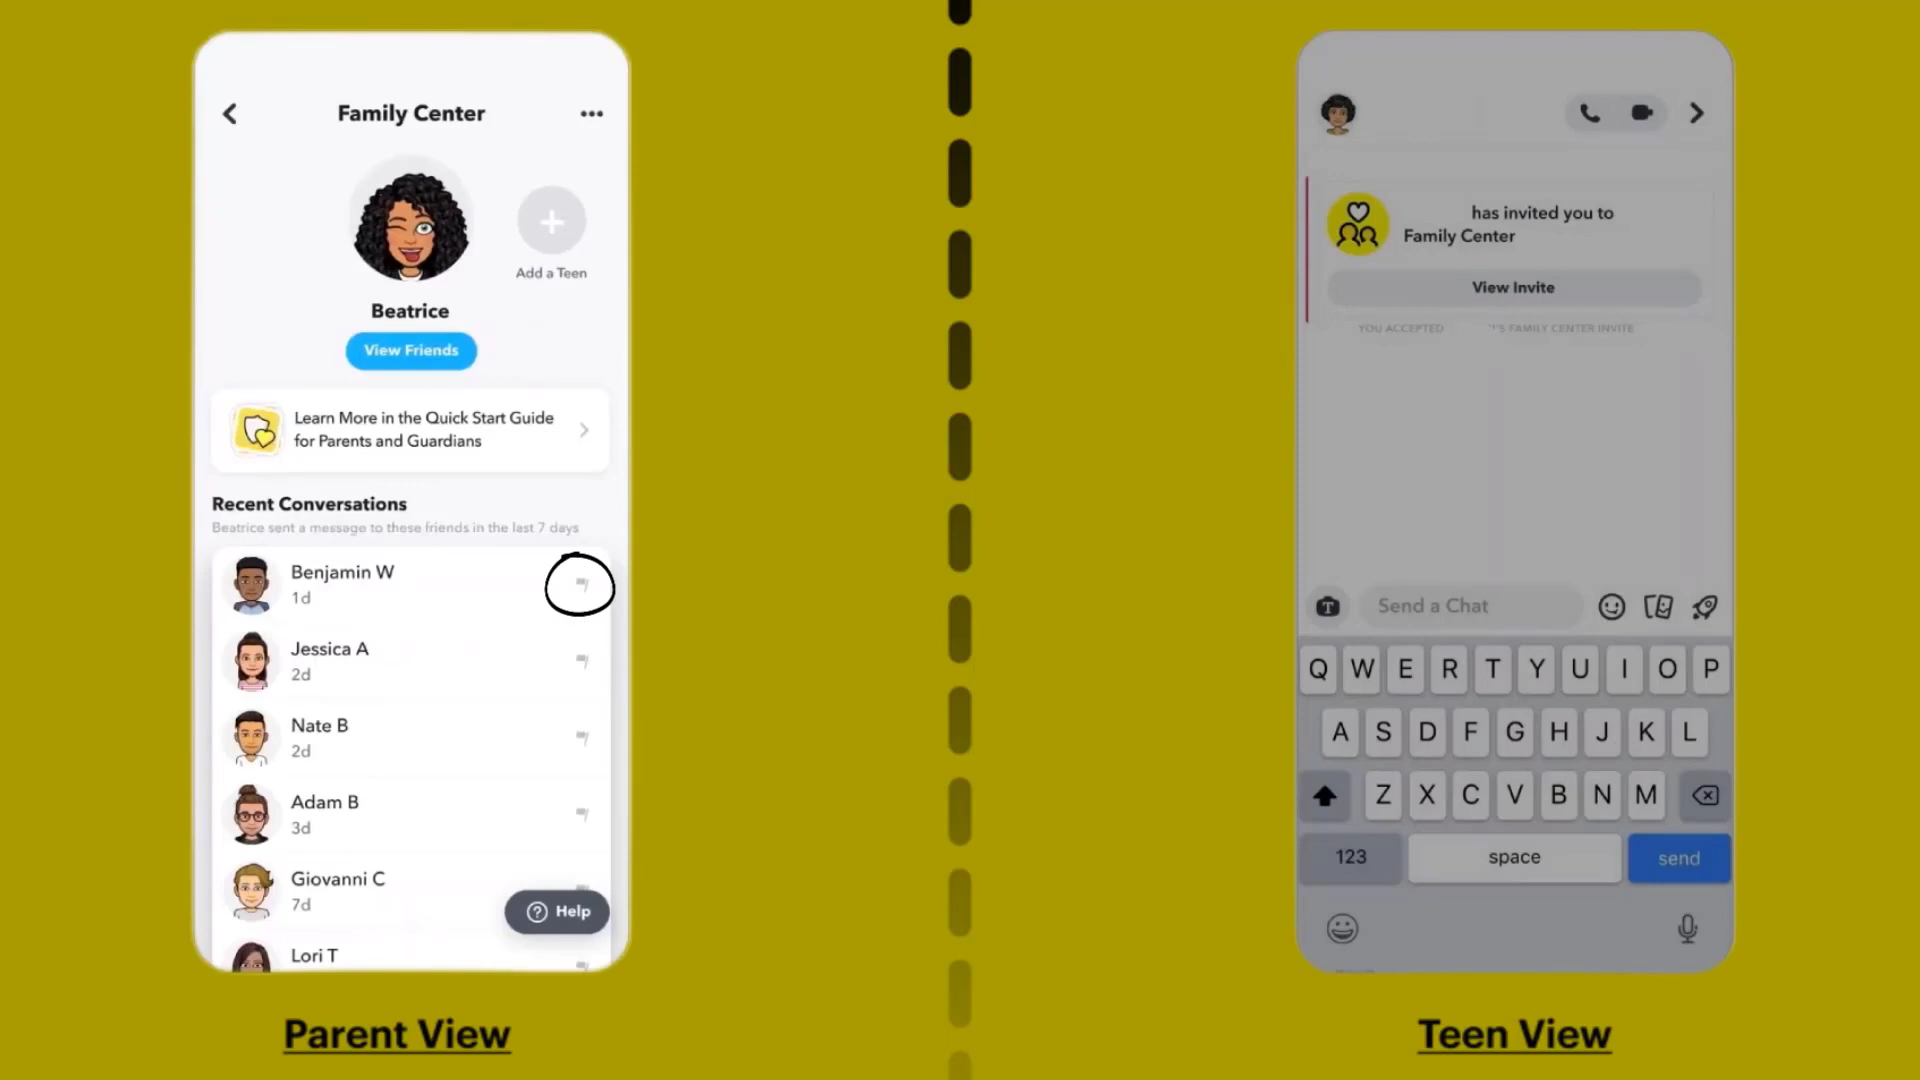 Family Center
Add a Teen
Beatrice
View Friends
Learn More in the Quick Start Guide
for Parents and Guardians
Recent Conversations
Beatrice sent a message to these friends in the last 7 days
Benjamin W
1d
Jessica A
2d
Nate B
2d
Adam B
3d
Giovanni C
7d
Help
Lori T
Parent View
has invited you to
Family Center
View Invite
YOU ACCEPTED 'S FAMILY CENTER INVITE
T
Send a Chat
Q W E R T Y U I O P
A S D F G H J K L
Z X C V B N M
123 space send
Teen View